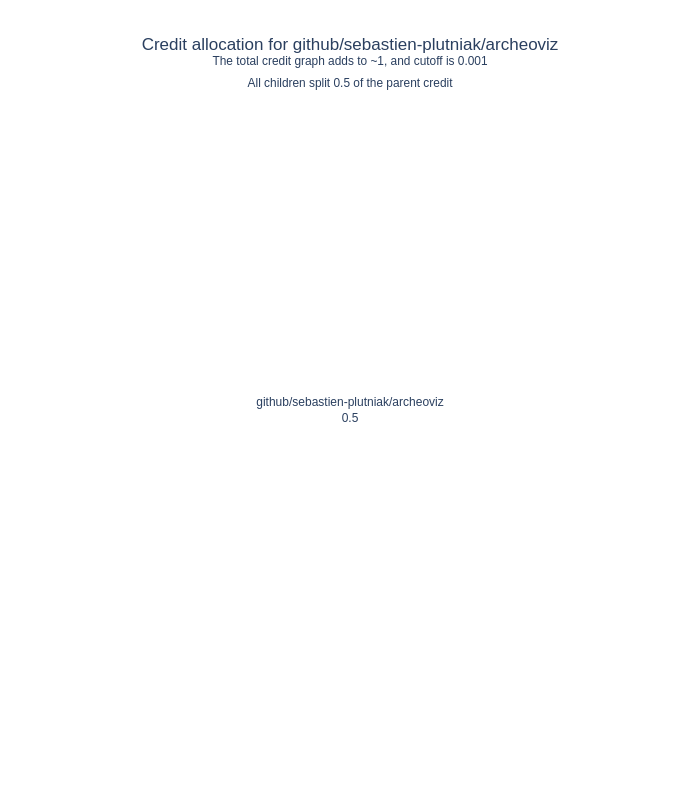 Credit allocation for github/sebastien-plutniak/archeoviz
The total credit graph adds to ~1, and cutoff is 0.001
All children split 0.5 of the parent credit
github/sebastien-plutniak/archeoviz
0.5